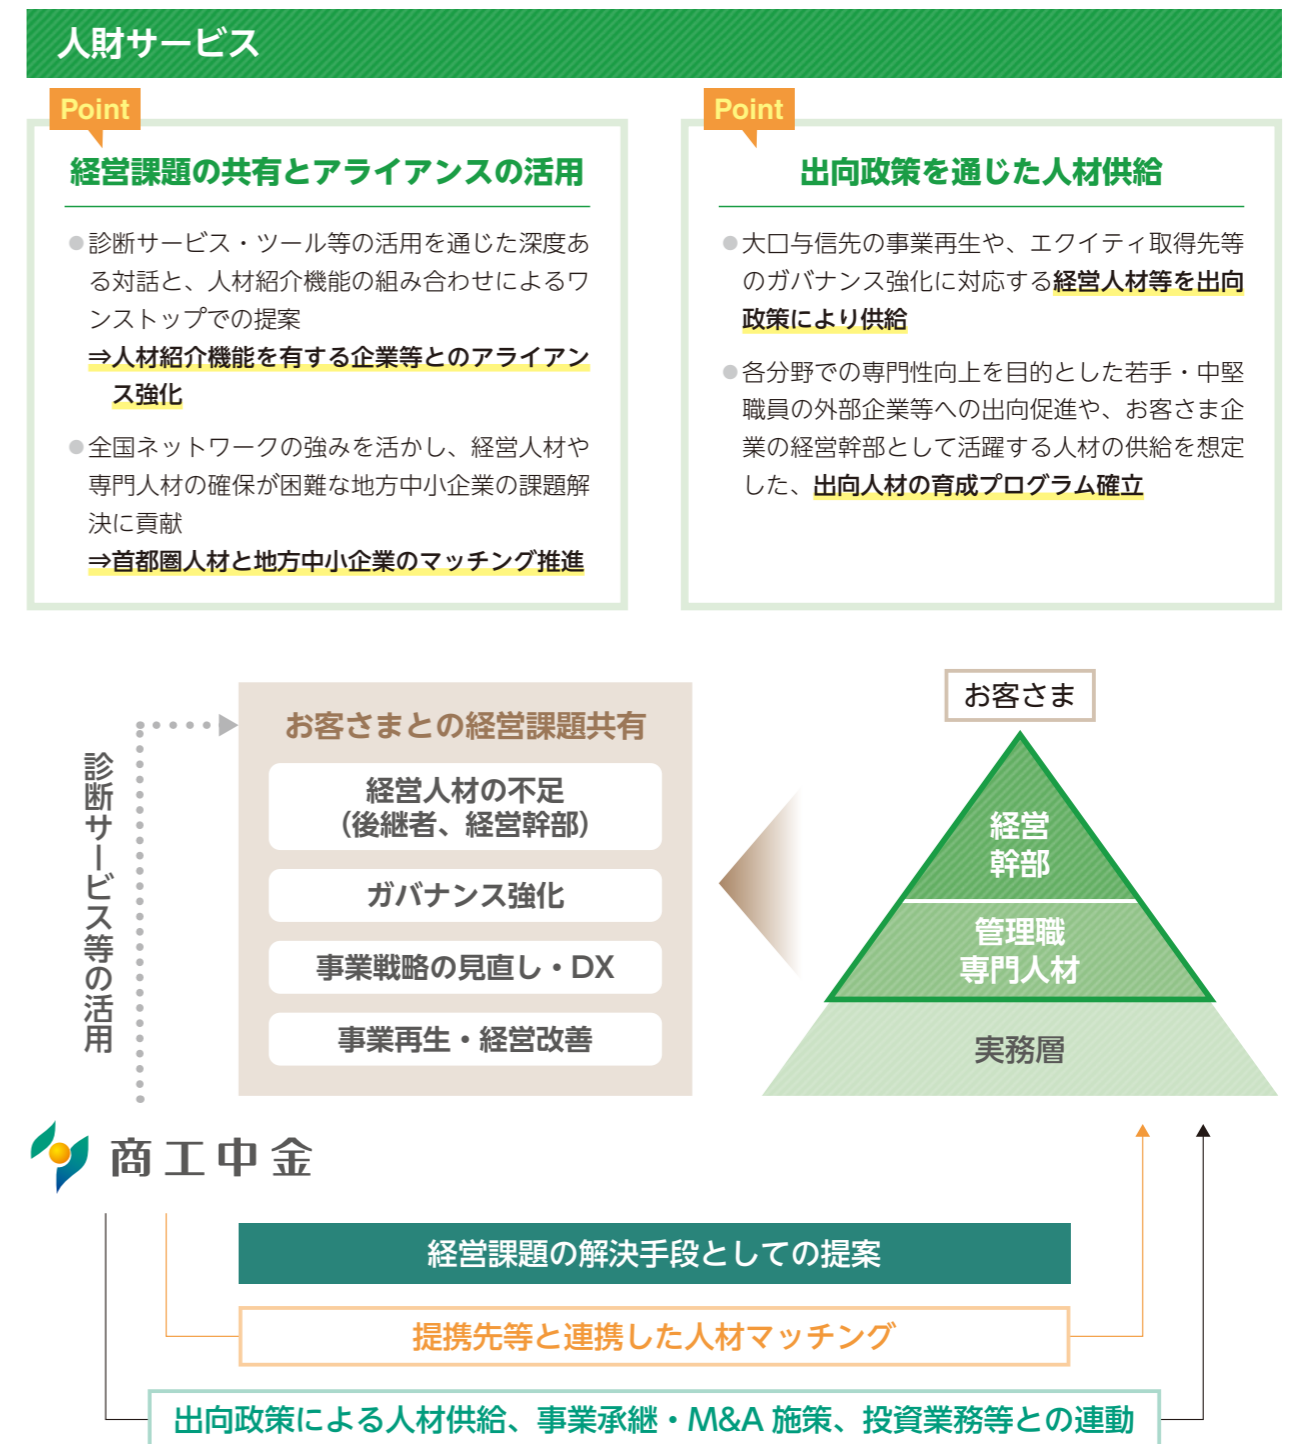 人財サービス
Point
経営課題の共有とアライアンスの活用
●診断サービス・ツール等の活用を通じた深度あ
る対話と、人材紹介機能の組み合わせによるワ
ンストップでの提案
⇒人材紹介機能を有する企業等とのアライアン
ス強化
●全国ネットワークの強みを活かし、経営人材や
専門人材の確保が困難な地方中小企業の課題解
決に貢献
⇒首都圏人材と地方中小企業のマッチング推進
Point
出向政策を通じた人材供給
●大口与信先の事業再生や、エクイティ取得先等
のガバナンス強化に対応する経営人材等を出向
政策により供給
●各分野での専門性向上を目的とした若手・中堅
職員の外部企業等への出向促進や、お客さま企
業の経営幹部として活躍する人材の供給を想定
した、出向人材の育成プログラム確立
診断サービス等の活用
お客さまとの経営課題共有
経営人材の不足
（後継者、経営幹部）
ガバナンス強化
事業戦略の見直し・DX
事業再生・経営改善
お客さま
経営
幹部
管理職
専門人材
実務層
商工中金
経営課題の解決手段としての提案
提携先等と連携した人材マッチング
出向政策による人材供給、事業承継・M&A 施策、投資業務等との連動